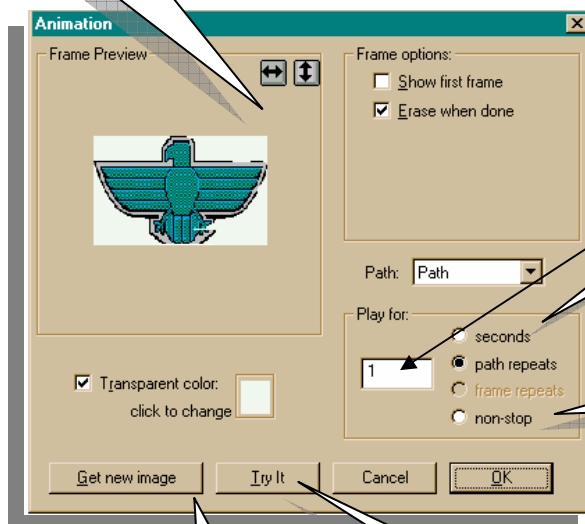 Animation
Frame Preview
Frame options:
Show first frame
Erase when done
Path: Path
Play for:
1
seconds
path repeats
frame repeats
non-stop
Transparent color:
click to change
Get new image
Try It
Cancel
OK